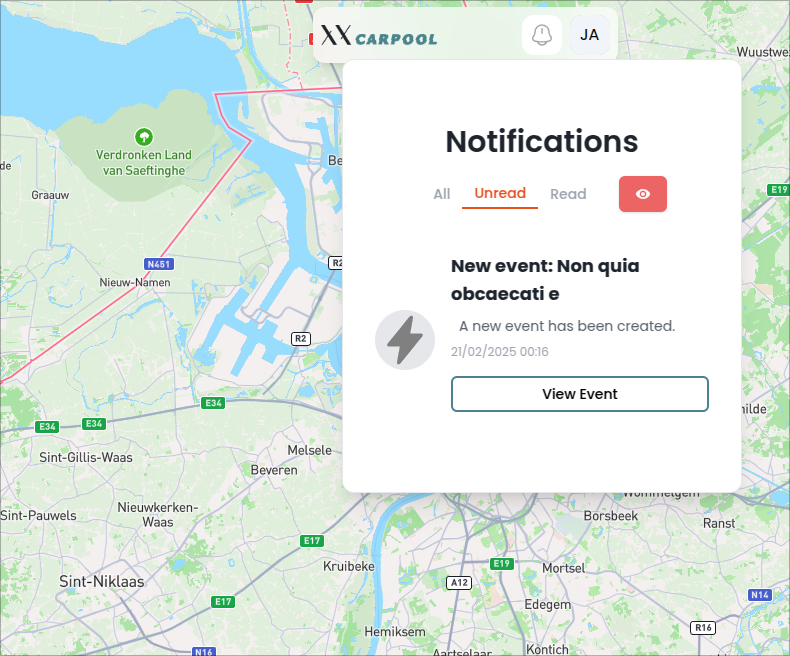 XX CARPOOL
JA
Wuustwe
Notifications
All Unread Read
New event: Non quia
obcaecati e
A new event has been created.
21/02/2025 00:16
View Event
Verdronken Land
van Saeftinghe
de
Graauw
Be
E19
N451
R2
Nieuw-Namen
R2
E34
E34
E34
hilde
Melsele
Sint-Gillis-Waas
Beveren
Wommelgem
Sint-Pauwels
Nieuwkerken-
Waas
Borsbeek
Ranst
E17
Kruibeke
E19
Mortsel
Sint-Niklaas
A12
N14
E17
Edegem
R16
Hemiksem
N16
Aartselaar
Kontich